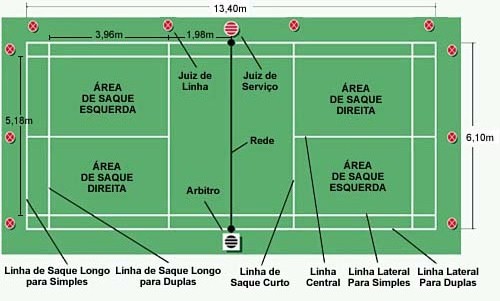 13,40m
3,96m
1,98m
Juiz de
Linha
Juiz de
Serviço
ÁREA
DE SAQUE
ESQUERDA
ÁREA
DE SAQUE
DIREITA
5,18m
6,10m
Rede
ÁREA
DE SAQUE
DIREITA
ÁREA
DE SAQUE
ESQUERDA
Arbitro
Linha de Saque Longo
para Simples
Linha de Saque Longo
para Duplas
Linha de
Saque Curto
Linha
Central
Linha Lateral
Para Simples
Linha Lateral
Para Duplas